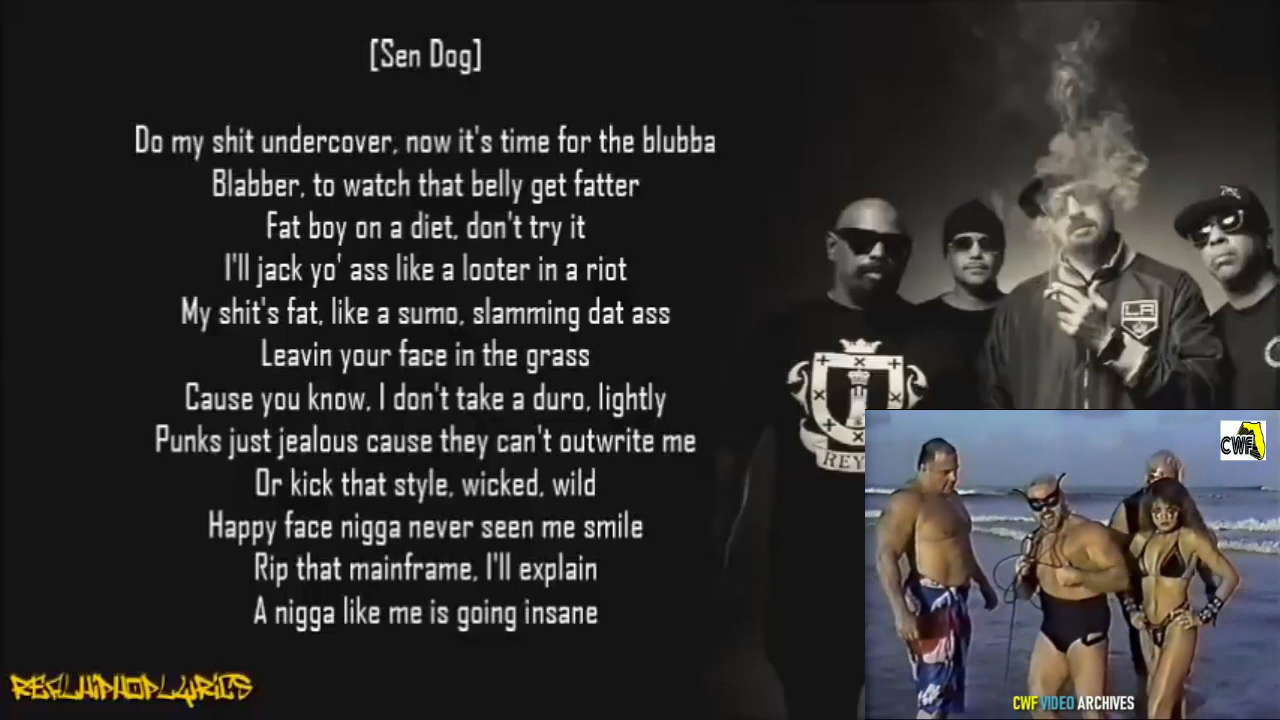 [Sen Dog]
Do my shit undercover, now it's time for the blubba
Blabber, to watch that belly get fatter
Fat boy on a diet, don't try it
I'll jack yo' ass like a looter in a riot
My shit's fat, like a sumo, slamming dat ass
Leavin your face in the grass
Cause you know, I don't take a duro, lightly
Punks just jealous cause they can't outwrite me
Or kick that style, wicked, wild
Happy face nigga never seen me smile
Rip that mainframe, I'll explain
A nigga like me is going insane
REALHIPHOPLYRICS
LA
REY
CWF
CWF VIDEO ARCHIVES